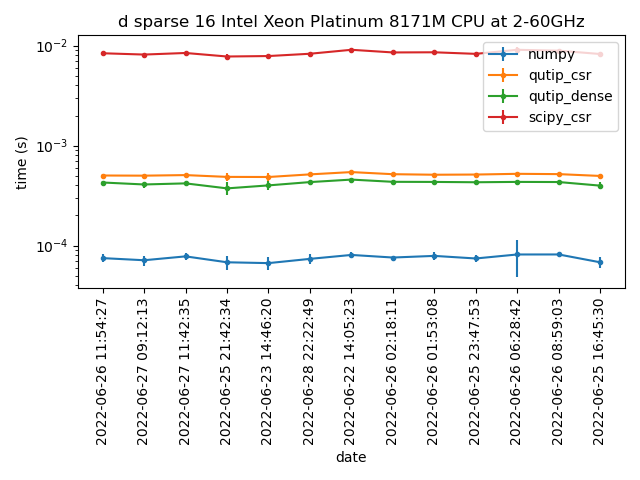 d sparse 16 Intel Xeon Platinum 8171M CPU at 2-60GHz
numpy
qutip_csr
qutip_dense
scipy_csr
time (s)
10⁻²
10⁻³
10⁻⁴
2022-06-26 11:54:27
2022-06-27 09:12:13
2022-06-27 11:42:35
2022-06-25 21:42:34
2022-06-23 14:46:20
2022-06-28 22:22:49
2022-06-22 14:05:23
2022-06-26 02:18:11
2022-06-26 01:53:08
2022-06-25 23:47:53
2022-06-26 06:28:42
2022-06-26 08:59:03
2022-06-25 16:45:30
date